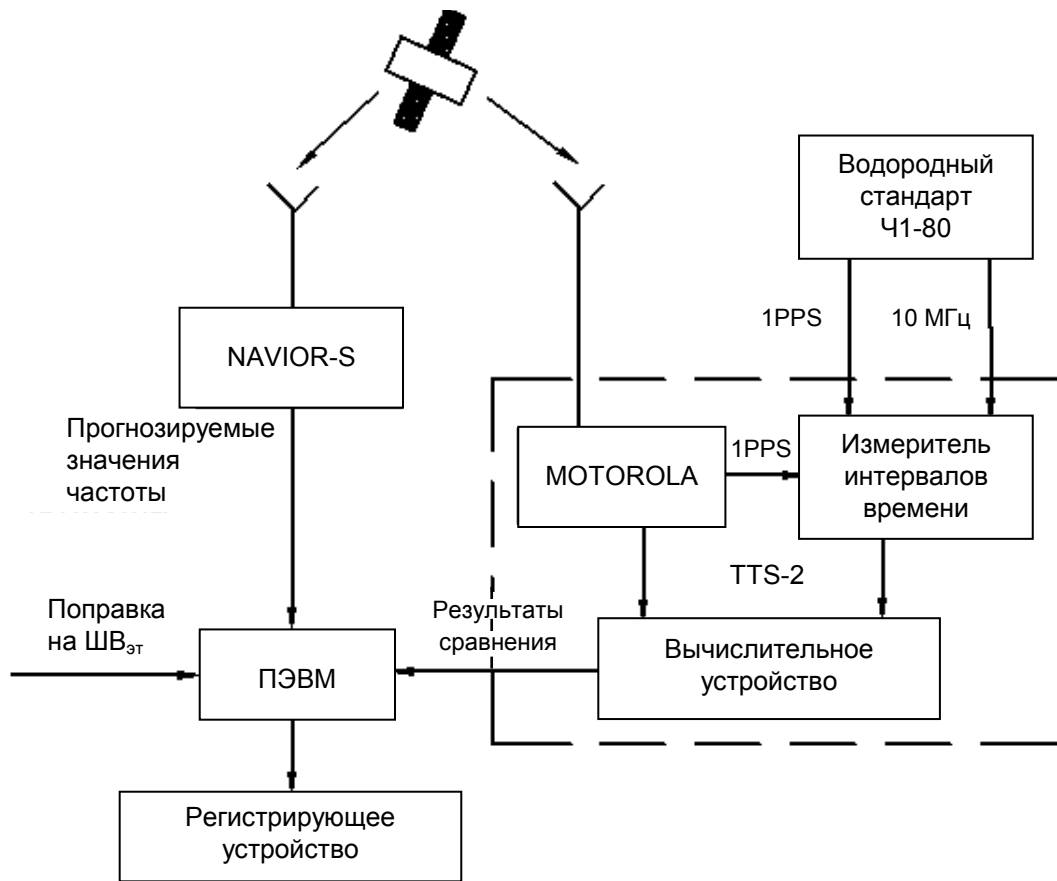 Водородный
стандарт
Ч1-80
1PPS
10 МГц
NAVIOR-S
Прогнозируемые
значения
частоты
MOTOROLA
1PPS
Измеритель
интервалов
времени
TTS-2
Поправка
на ШВэт
Результаты
сравнения
ПЭВМ
Вычислительное
устройство
Регистрирующее
устройство